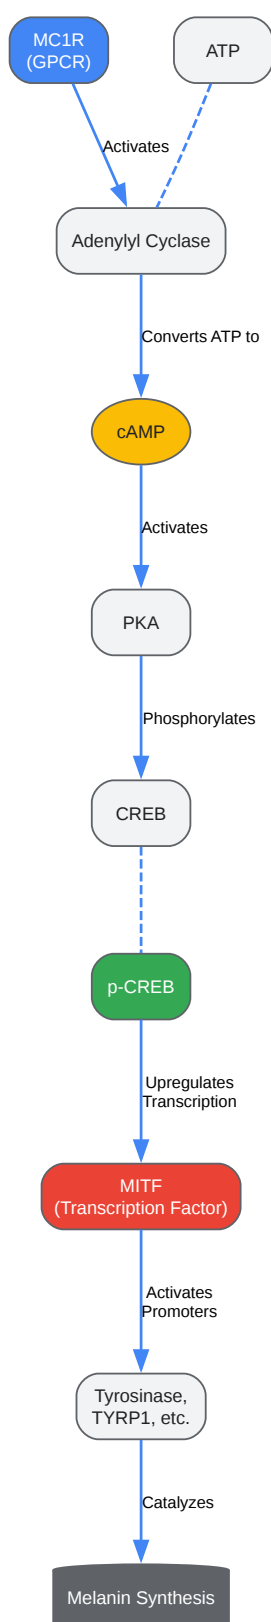 MC1R
(GPCR)
ATP
Activates
Adenylyl Cyclase
Converts ATP to
cAMP
Activates
PKA
Phosphorylates
CREB
p-CREB
Upregulates
Transcription
MITF
(Transcription Factor)
Activates
Promoters
Tyrosinase,
TYRP1, etc.
Catalyzes
Melanin Synthesis